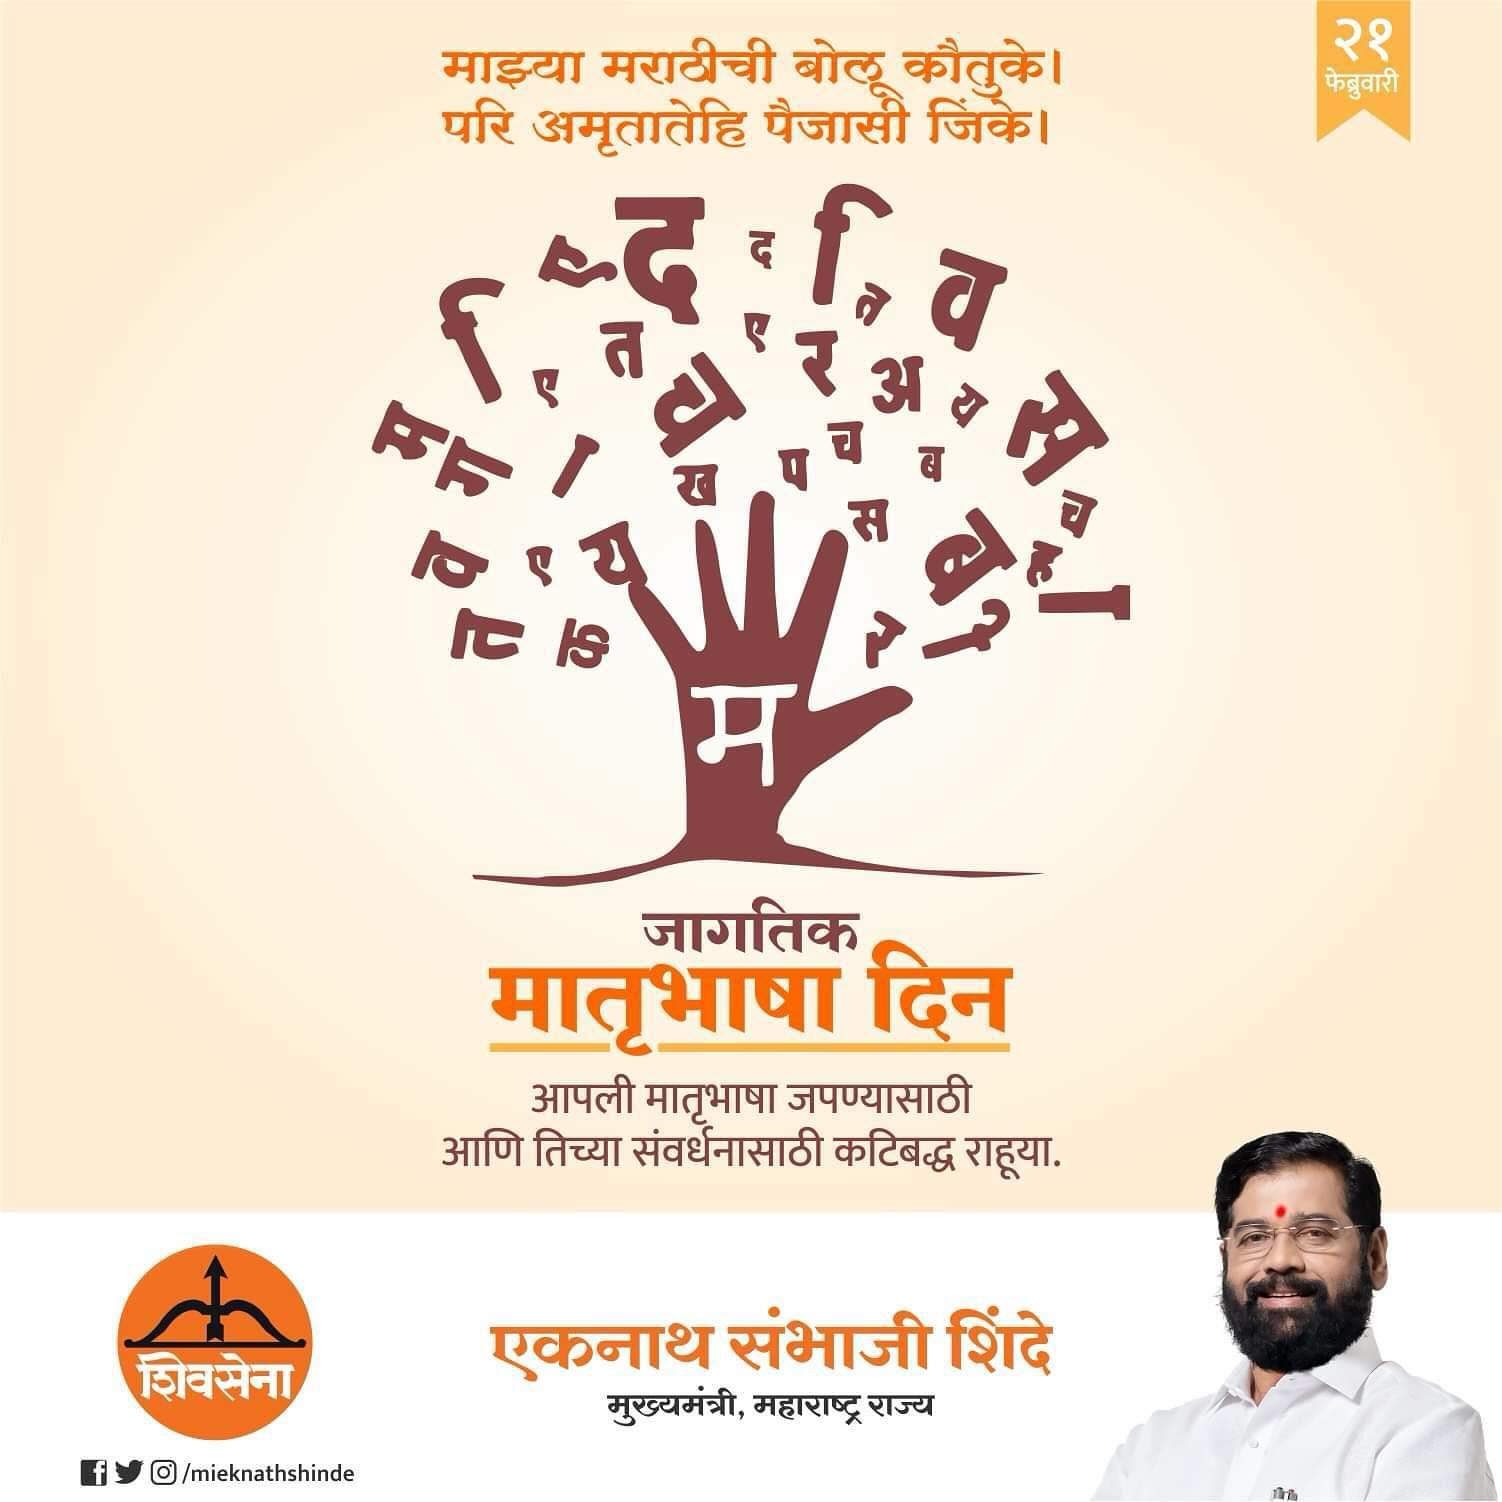 माझ्या मराठीची बोलू कौतुके।
परि अमृतातेहि पैजासी जिंके।
२१
फेब्रुवारी
द
द
ि
व
ए
त
ि
त
ए
र
अ
य
स
ए
द्य
म
ग
ा
ख
प
च
ब
च
स
व
ए
य
ब
ह
ा
त
क
र
ी
म
जागतिक
मातृभाषा दिन
आपली मातृभाषा जपण्यासाठी
आणि तिच्या संवर्धनासाठी कटिबद्ध राहूया.
शिवसेना
एकनाथ संभाजी शिंदे
मुख्यमंत्री, महाराष्ट्र राज्य
/mieknathshinde